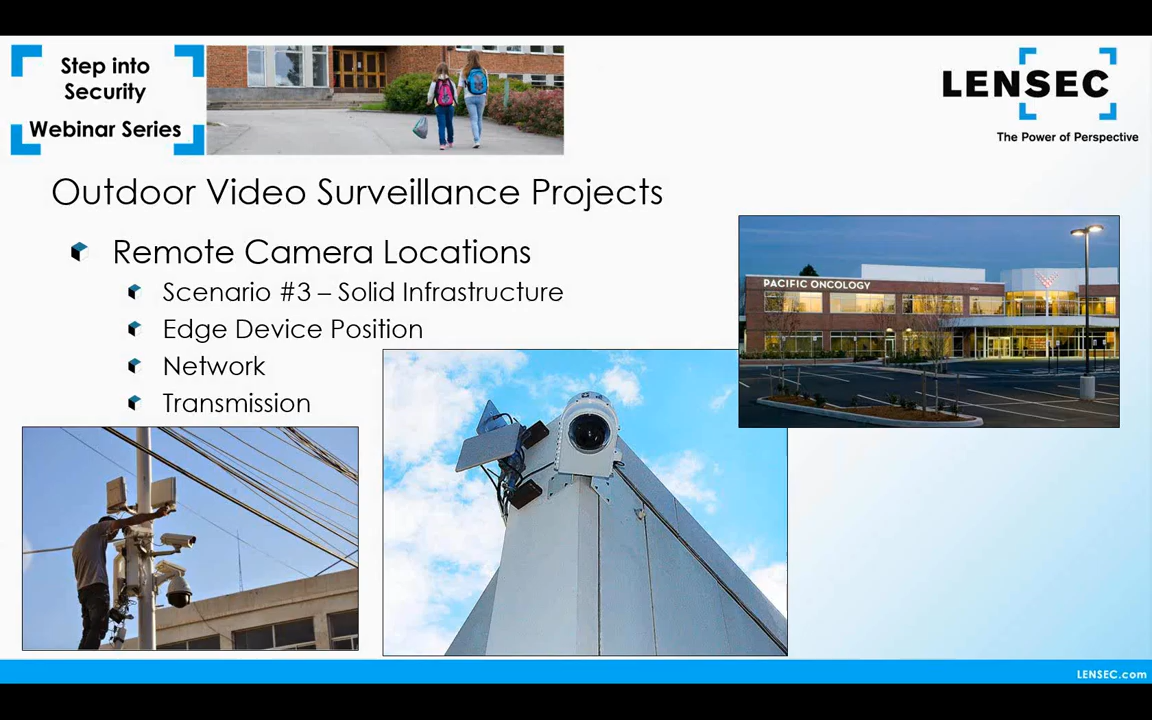 Step into
Security
Webinar Series
LENSEC
The Power of Perspective
Outdoor Video Surveillance Projects
Remote Camera Locations
Scenario #3 – Solid Infrastructure
Edge Device Position
Network
Transmission
PACIFIC ONCOLOGY
LENSEC.com